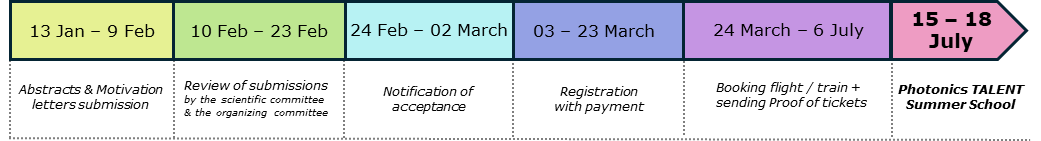 13 Jan – 9 Feb
10 Feb – 23 Feb
24 Feb – 02 March
03 – 23 March
24 March – 6 July
15 – 18
July
Abstracts & Motivation
letters submission
Review of submissions
by the scientific committee
& the organizing committee
Notification of
acceptance
Registration
with payment
Booking flight / train +
sending Proof of tickets
Photonics TALENT
Summer School